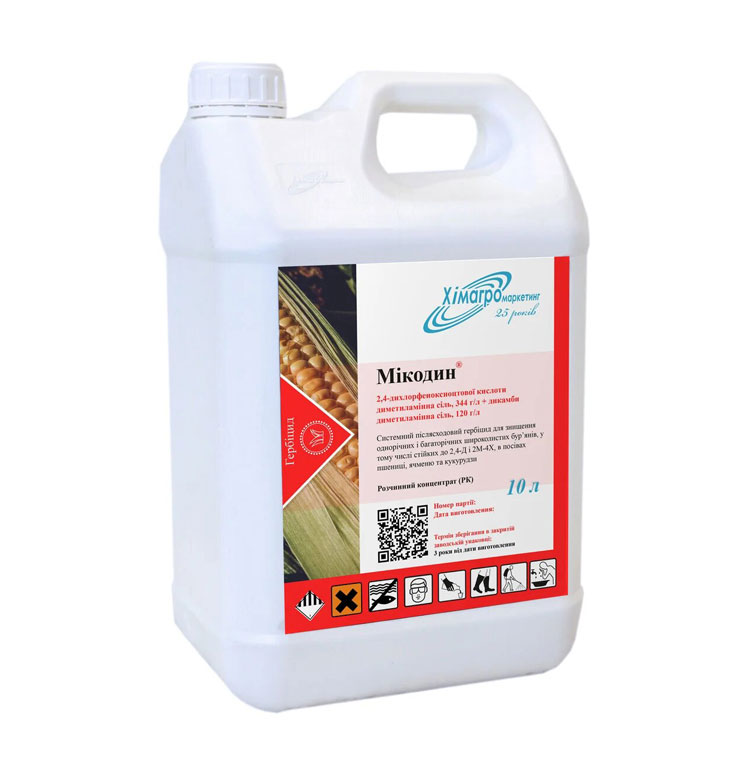 Хімагромаркетинг
25 років
Мікодин®
2,4-дихлорфеноксиоцтової кислоти
диметиламінна сіль, 344 г/л + дикамби
диметиламінна сіль, 120 г/л
Системний післясходовий гербіцид для знищення
однорічних і багаторічних широколистих бур'янів, у
тому числі стійких до 2,4-Д і 2М-4Х, в посівах
пшениці, ячменю та кукурудзи
Розчинний концентрат (РК)
10 л
Гербіцид
Номер партії:
Дата виготовлення:
Термін зберігання в закритій
заводській упаковці:
3 роки від дати виготовлення